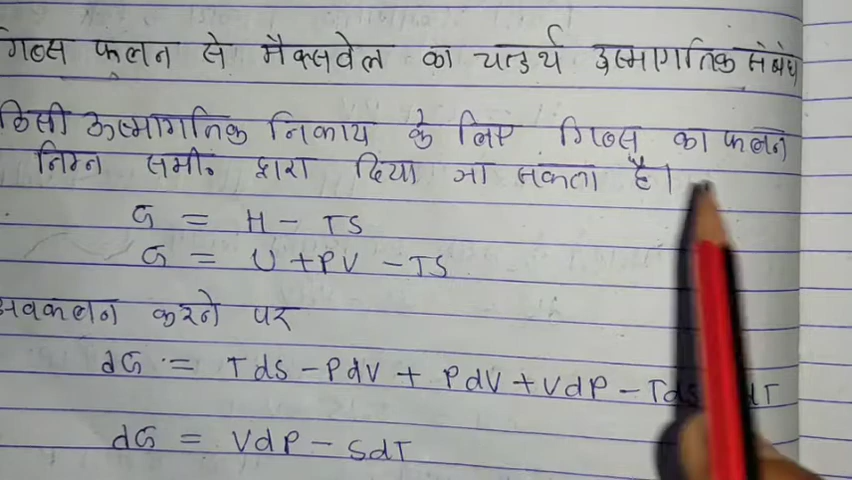 गिब्स फलन से मैक्सवेल का चतुर्थ ऊष्मागतिक संबंध
किसी ऊष्मागतिक निकाय के लिए गिब्स का फलन
निम्न समी॰ द्वारा दिया जा सकता है।
G = H - TS
G = U + PV - TS
अवकलन करने पर
dG = Tds - PdV + PdV + VdP - Tds dT
dG = VdP - SdT